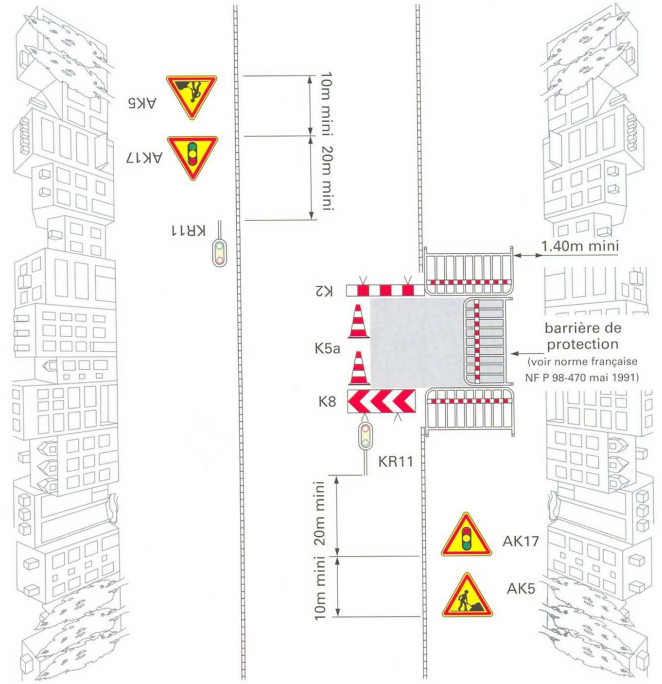 AK5
10m mini
AK17
20m mini
KR11
1.40m mini
K2
K5a
barrière de
protection
(voir norme française
NF P 98-470 mai 1991)
K8
KR11
20m mini
AK17
10m mini
AK5